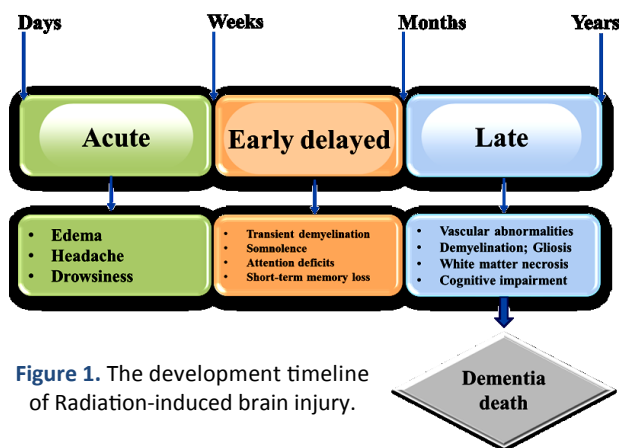 Days Weeks Months Years
Acute Early delayed Late
• Edema
• Headache
• Drowsiness
• Transient demyelination
• Somnolence
• Attention deficits
• Short-term memory loss
• Vascular abnormalities
• Demyelination; Gliosis
• White matter necrosis
• Cognitive impairment
Dementia
death
Figure 1. The development timeline
of Radiation-induced brain injury.